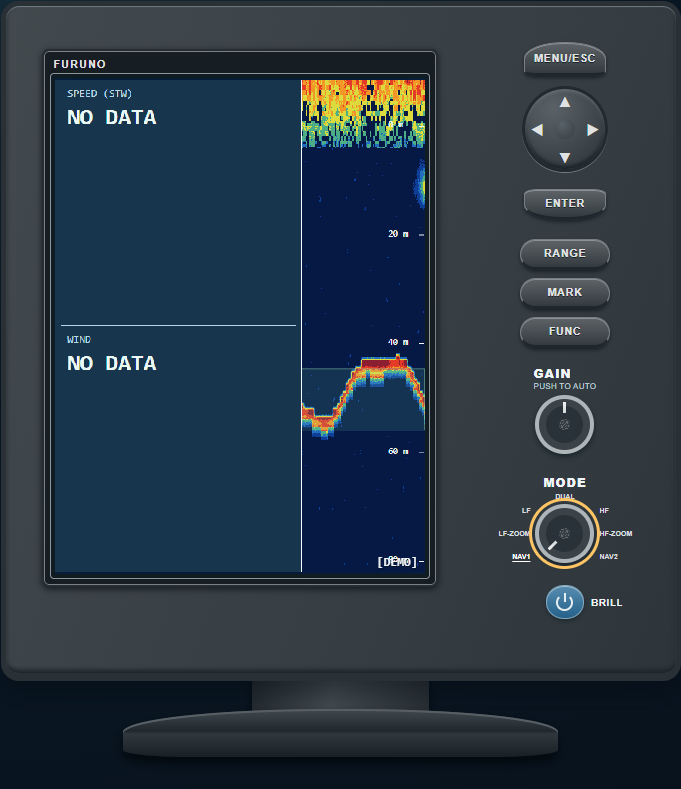 FURUNO
SPEED (STW)
NO DATA
WIND
NO DATA
20 m
40 m
60 m
[DEMO]
MENU/ESC
ENTER
RANGE
MARK
FUNC
GAIN
PUSH TO AUTO
MODE
DUAL
LF
HF
LF-ZOOM
HF-ZOOM
NAV1
NAV2
BRILL